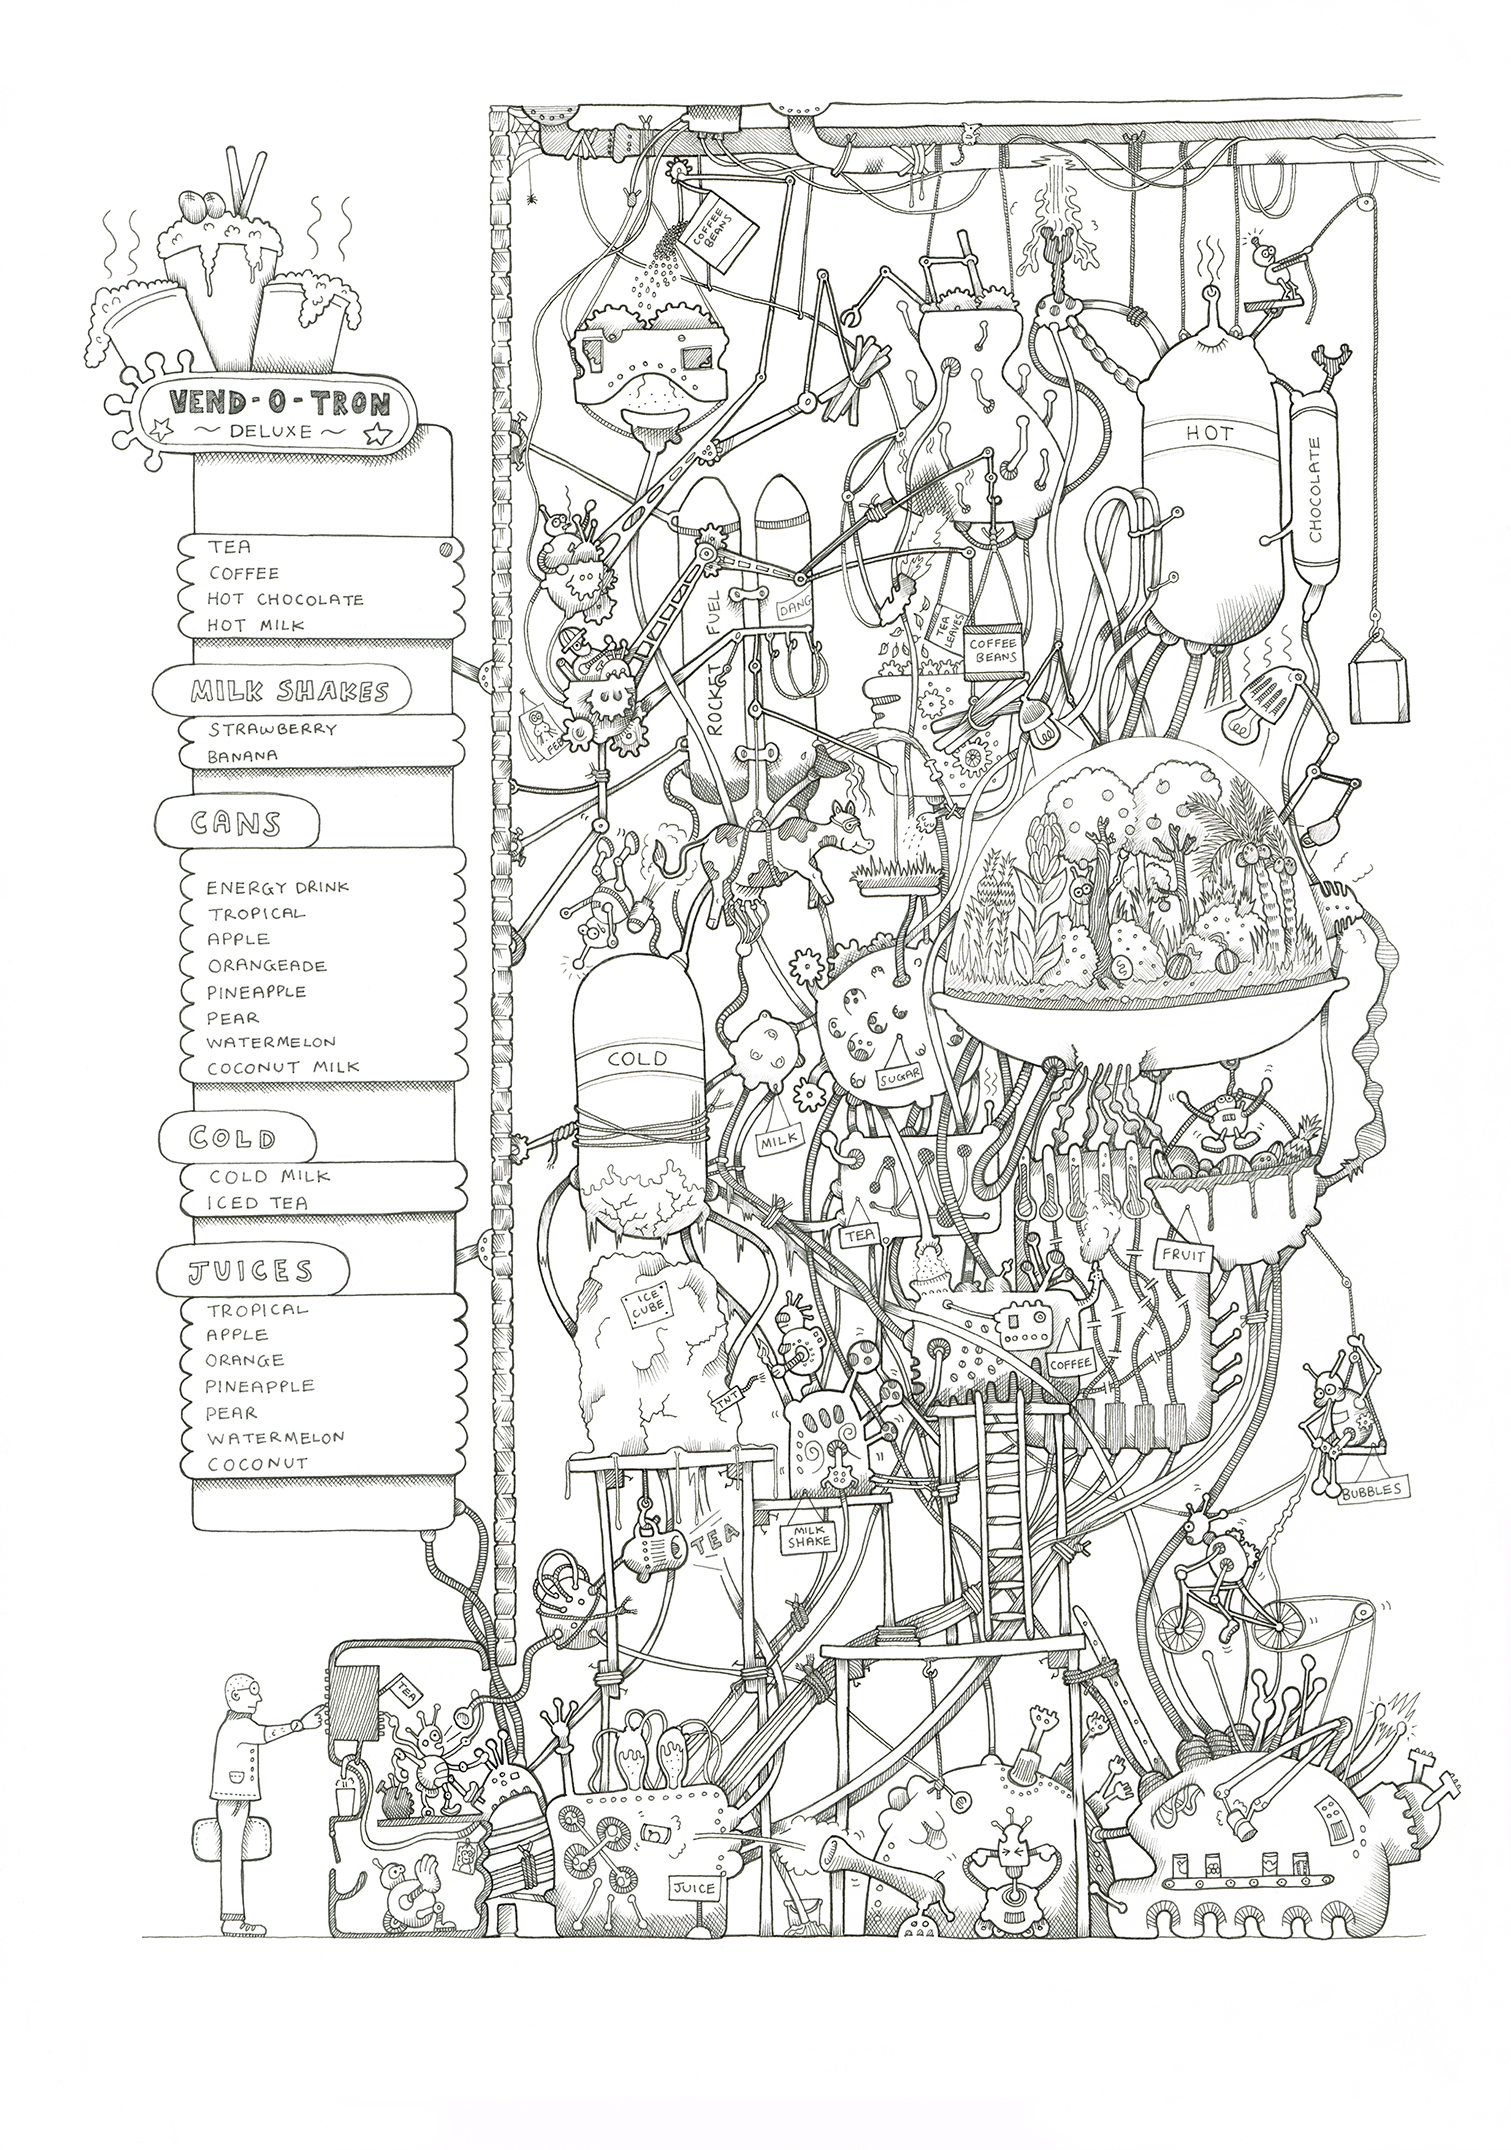 VEND-O-TRON
~ DELUXE ~
TEA
COFFEE
HOT CHOCOLATE
HOT MILK
MILK SHAKES
STRAWBERRY
BANANA
CANS
ENERGY DRINK
TROPICAL
APPLE
ORANGEADE
PINEAPPLE
PEAR
WATERMELON
COCONUT MILK
COLD
COLD MILK
ICED TEA
JUICES
TROPICAL
APPLE
ORANGE
PINEAPPLE
PEAR
WATERMELON
COCONUT
COFFEE
BEANS
HOT
CHOCOLATE
ROCKET FUEL
DANG
TEA
LEAVES
COFFEE
BEANS
FEB
COLD
SUGAR
MILK
TEA
FRUIT
ICE
CUBE
COFFEE
TNT
BUBBLES
MILK
SHAKE
TEA
TEA
JUICE